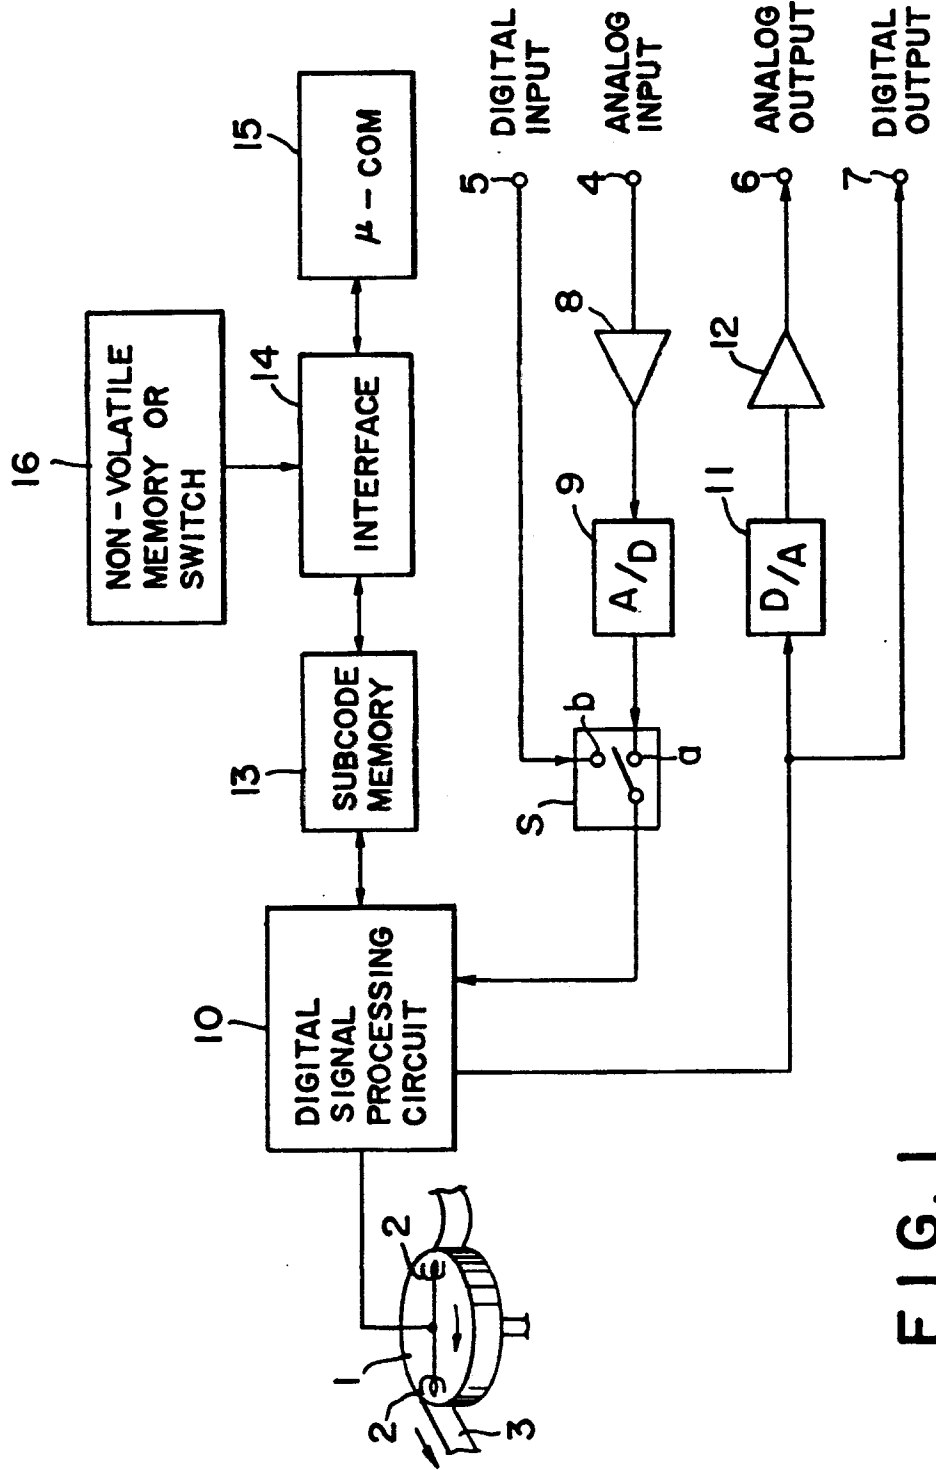 16
NON-VOLATILE
MEMORY OR
SWITCH
10
DIGITAL
SIGNAL
PROCESSING
CIRCUIT
13
SUBCODE
MEMORY
14
INTERFACE
15
μ-COM
1
2
2
3
5
DIGITAL
INPUT
S
b
a
9
A/D
8
4
ANALOG
INPUT
11
D/A
12
6
ANALOG
OUTPUT
7
DIGITAL
OUTPUT
FIG. 1